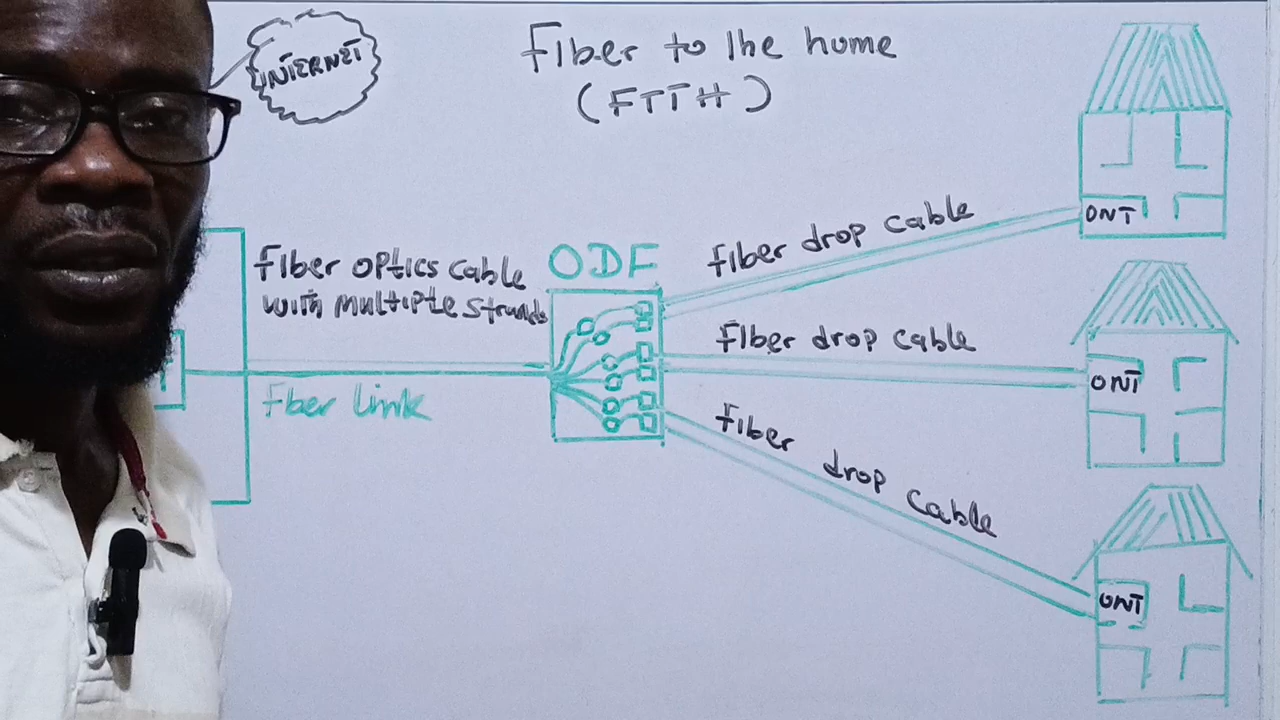 INTERNET
Fiber to the home
(FTTH)
Fiber optics cable
with multiple strands
ODF
Fiber link
fiber drop cable
Fiber drop cable
fiber drop cable
ONT
ONT
ONT